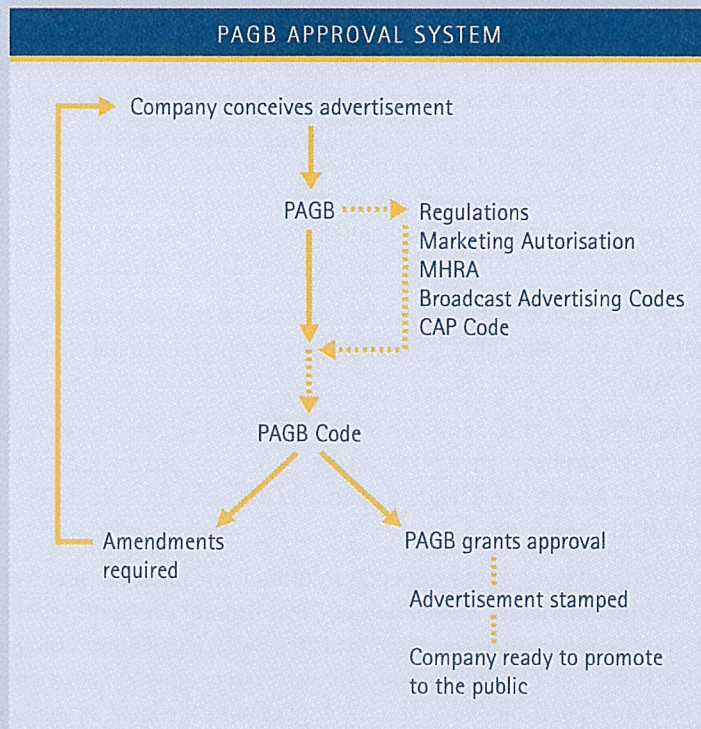 PAGB APPROVAL SYSTEM
Company conceives advertisement
PAGB
Regulations
Marketing Autorisation
MHRA
Broadcast Advertising Codes
CAP Code
PAGB Code
Amendments
required
PAGB grants approval
Advertisement stamped
Company ready to promote
to the public